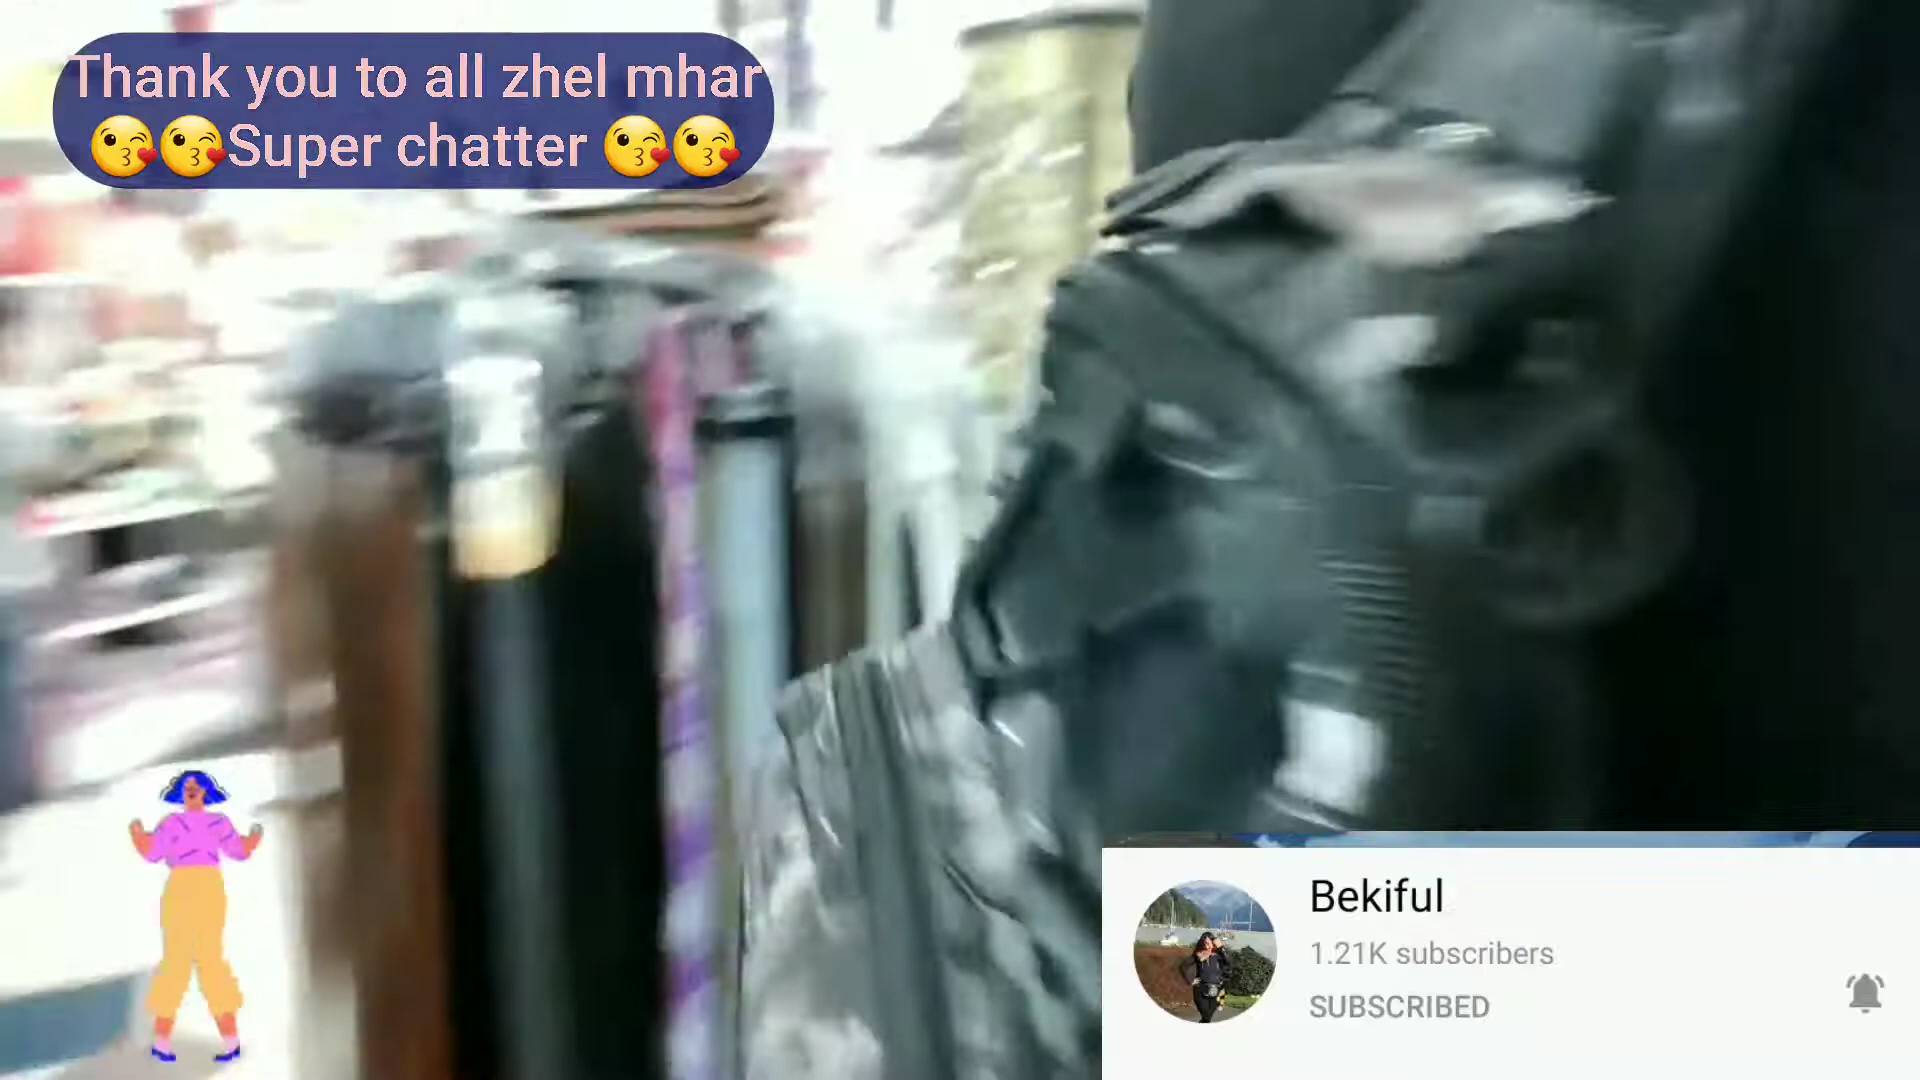 Thank you to all zhel mhar
😘😘Super chatter 😘😘
Bekiful
1.21K subscribers
SUBSCRIBED